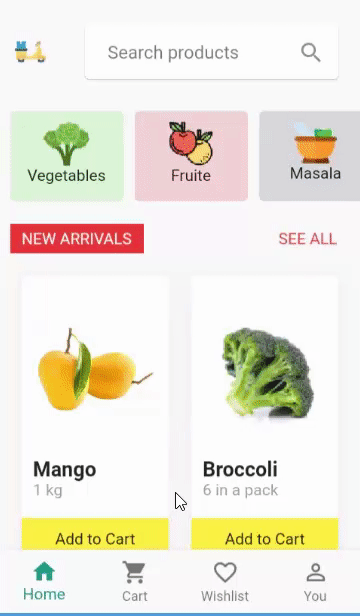 Search products
Vegetables
Fruite
Masala
NEW ARRIVALS
SEE ALL
Mango
1 kg
Broccoli
6 in a pack
Add to Cart
Add to Cart
Home
Cart
Wishlist
You